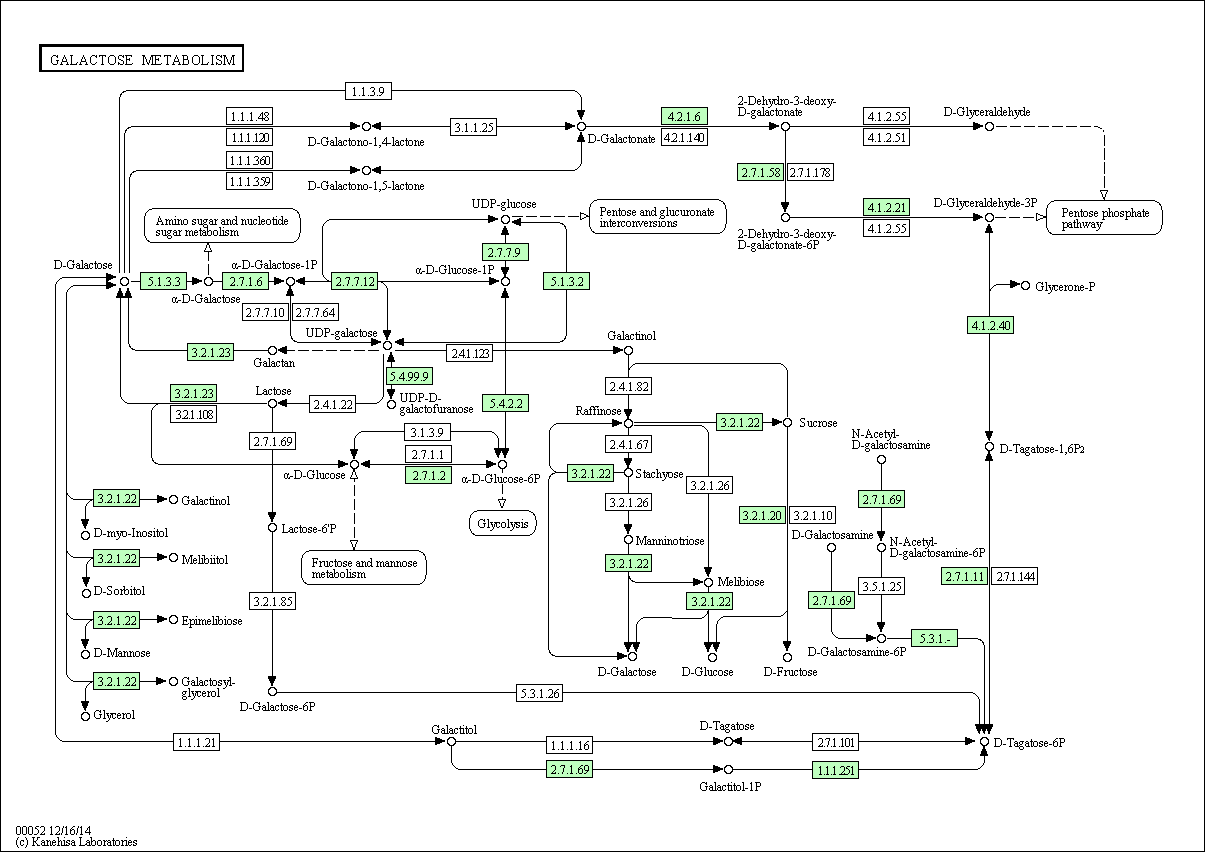 GALACTOSE METABOLISM
1.1.3.9
1.1.1.48
1.1.1.120
D-Galactono-1,4-lactone
3.1.1.25
D-Galactonate
4.2.1.6
4.2.1.140
2-Dehydro-3-deoxy-
D-galactonate
4.1.2.55
4.1.2.51
D-Glyceraldehyde
1.1.1.360
1.1.1.359
D-Galactono-1,5-lactone
2.7.1.58
2.7.1.178
Amino sugar and nucleotide
sugar metabolism
UDP-glucose
Pentose and glucuronate
interconversions
2-Dehydro-3-deoxy-
D-galactonate-6P
4.1.2.21
4.1.2.55
D-Glyceraldehyde-3P
Pentose phosphate
pathway
D-Galactose
5.1.3.3
α-D-Galactose
2.7.1.6
α-D-Galactose-1P
2.7.7.12
α-D-Glucose-1P
2.7.7.9
5.1.3.2
Glycerone-P
2.7.7.10
2.7.7.64
UDP-galactose
4.1.2.40
3.2.1.23
Galactan
2.4.1.123
Galactinol
5.4.99.9
UDP-D-
galactofuranose
5.4.2.2
2.4.1.82
3.2.1.23
3.2.1.108
Lactose
2.4.1.22
Raffinose
3.2.1.22
Sucrose
2.7.1.69
3.1.3.9
2.7.1.1
2.7.1.2
α-D-Glucose
α-D-Glucose-6P
2.4.1.67
3.2.1.22
Stachyose
3.2.1.26
3.2.1.26
N-Acetyl-
D-galactosamine
D-Tagatose-1,6P2
3.2.1.22
Galactinol
D-myo-Inositol
Lactose-6'P
Glycolysis
Manninotriose
3.2.1.20
3.2.1.10
2.7.1.69
D-Galactosamine
N-Acetyl-
D-galactosamine-6P
3.2.1.22
Melibiitol
D-Sorbitol
Fructose and mannose
metabolism
3.2.1.22
Melibiose
3.2.1.22
2.7.1.69
3.5.1.25
2.7.1.11
2.7.1.144
3.2.1.85
3.2.1.22
Epimelibiose
D-Mannose
D-Galactose
D-Glucose
D-Fructose
D-Galactosamine-6P
5.3.1.-
3.2.1.22
Galactosyl-
glycerol
Glycerol
D-Galactose-6P
5.3.1.26
1.1.1.21
Galactitol
1.1.1.16
D-Tagatose
2.7.1.101
D-Tagatose-6P
2.7.1.69
Galactitol-1P
1.1.1.251
00052 12/16/14
(c) Kanehisa Laboratories